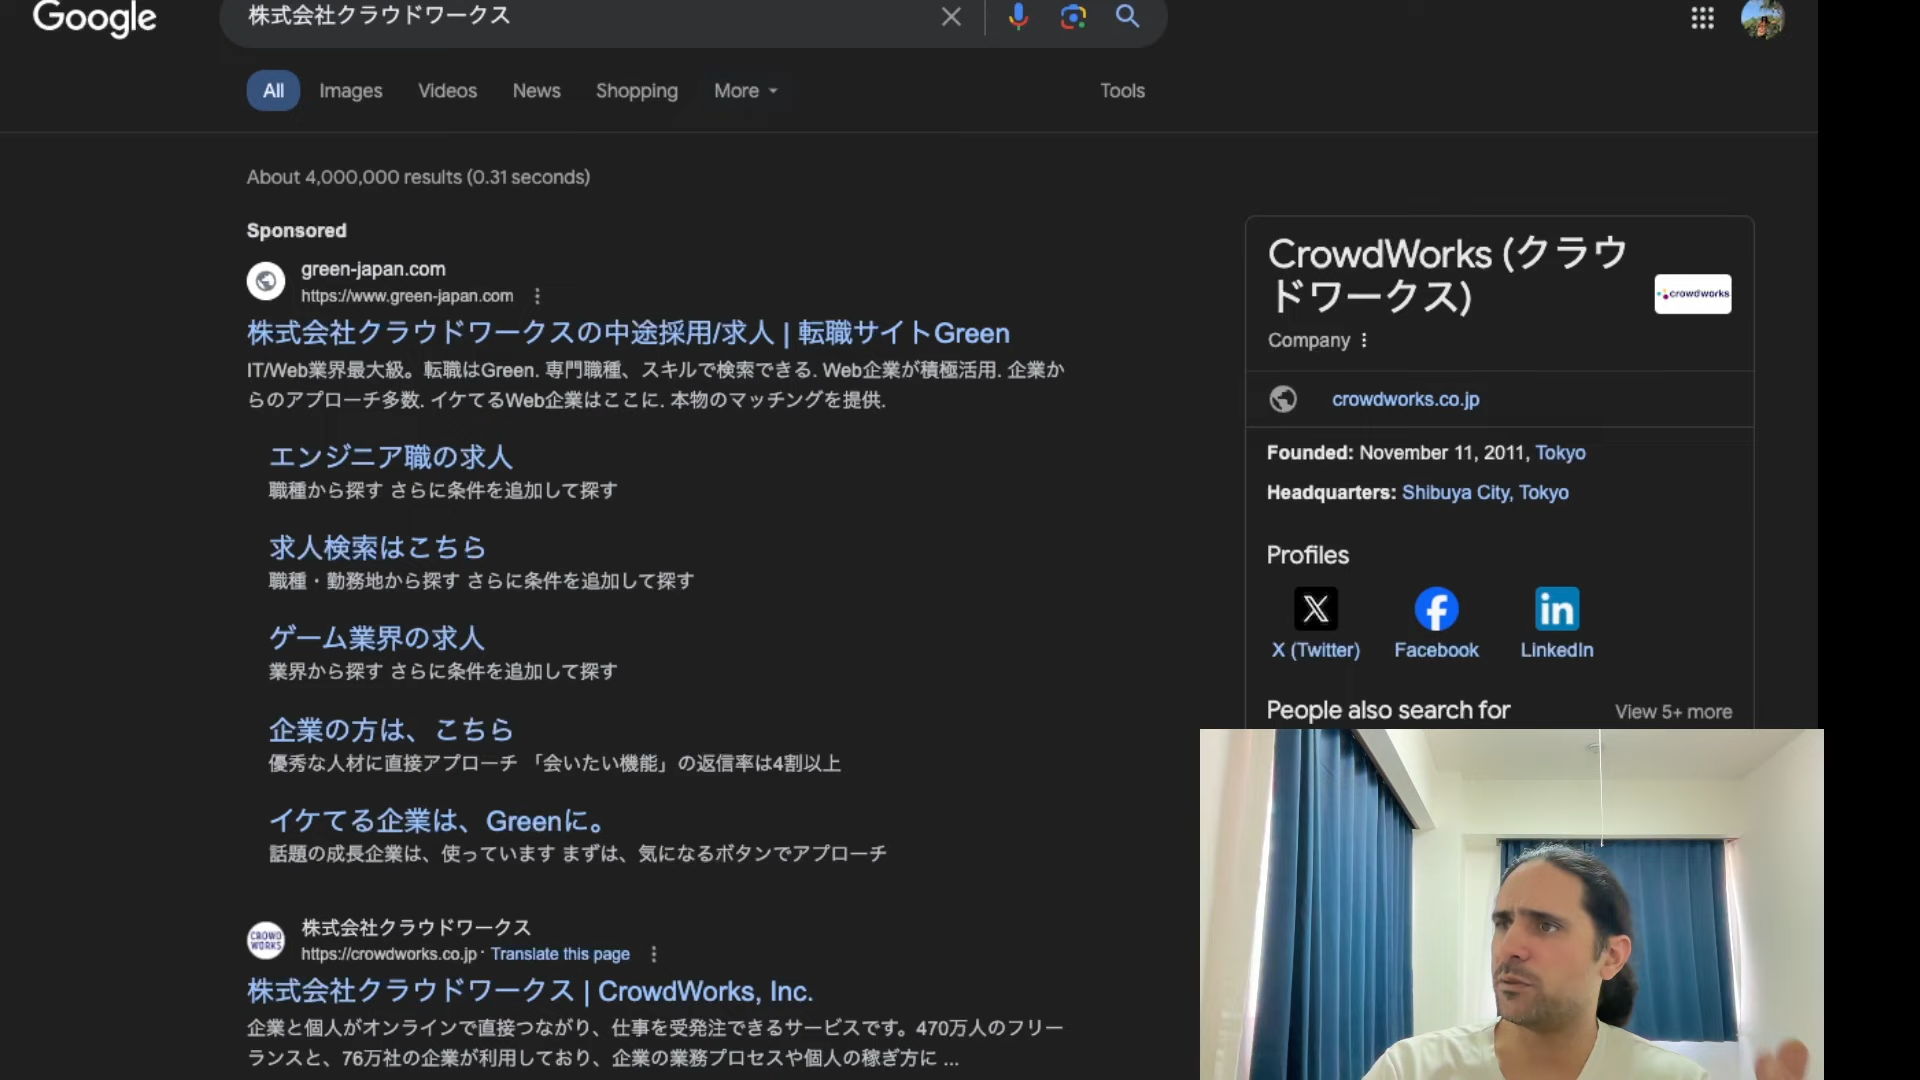 Google
株式会社クラウドワークス
All
Images
Videos
News
Shopping
More
Tools
About 4,000,000 results (0.31 seconds)
Sponsored
green-japan.com
https://www.green-japan.com
株式会社クラウドワークスの中途採用/求人 | 転職サイトGreen
IT/Web業界最大級。転職はGreen. 専門職種、スキルで検索できる. Web企業が積極活用. 企業か
らのアプローチ多数. イケてるWeb企業はここに. 本物のマッチングを提供.
エンジニア職の求人
職種から探す さらに条件を追加して探す
求人検索はこちら
職種・勤務地から探す さらに条件を追加して探す
ゲーム業界の求人
業界から探す さらに条件を追加して探す
企業の方は、こちら
優秀な人材に直接アプローチ 「会いたい機能」の返信率は4割以上
イケてる企業は、Greenに。
話題の成長企業は、使っています まずは、気になるボタンでアプローチ
CROWD
WORKS
株式会社クラウドワークス
https://crowdworks.co.jp · Translate this page
株式会社クラウドワークス | CrowdWorks, Inc.
企業と個人がオンラインで直接つながり、仕事を受発注できるサービスです。470万人のフリー
ランスと、76万社の企業が利用しており、企業の業務プロセスや個人の稼ぎ方に ...
CrowdWorks (クラウ
ドワークス)
crowdworks
Company
crowdworks.co.jp
Founded: November 11, 2011, Tokyo
Headquarters: Shibuya City, Tokyo
Profiles
X (Twitter)
Facebook
LinkedIn
People also search for
View 5+ more